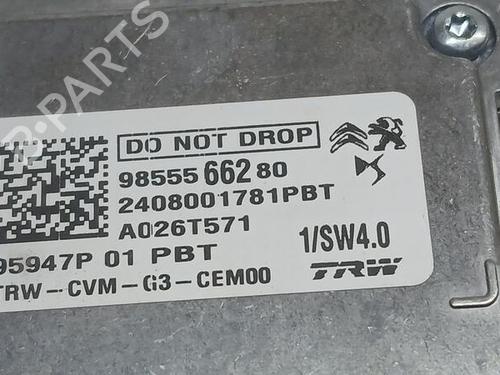 DO NOT DROP
98555 662 80
2408001781PBT
A026T571
1/SW4.0
95947P 01 PBT
TRW
TRW-CVM-G3-CEM00